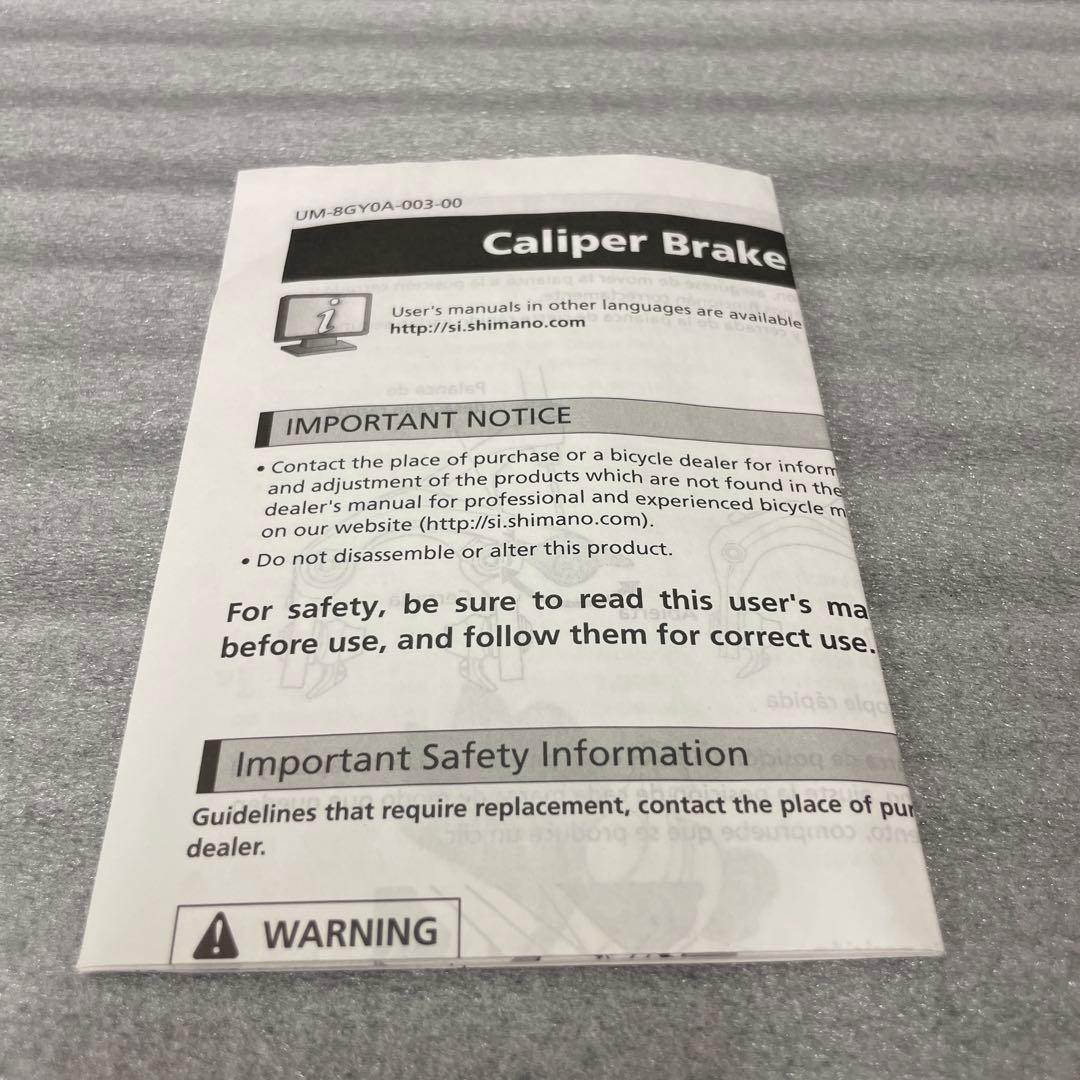 UM-8GY0A-003-00
Caliper Brake
User's manuals in other languages are available
http://si.shimano.com
IMPORTANT NOTICE
• Contact the place of purchase or a bicycle dealer for inform
and adjustment of the products which are not found in the
dealer's manual for professional and experienced bicycle m
on our website (http://si.shimano.com).
• Do not disassemble or alter this product.
For safety, be sure to read this user's ma
before use, and follow them for correct use.
Important Safety Information
Guidelines that require replacement, contact the place of pur
dealer.
WARNING